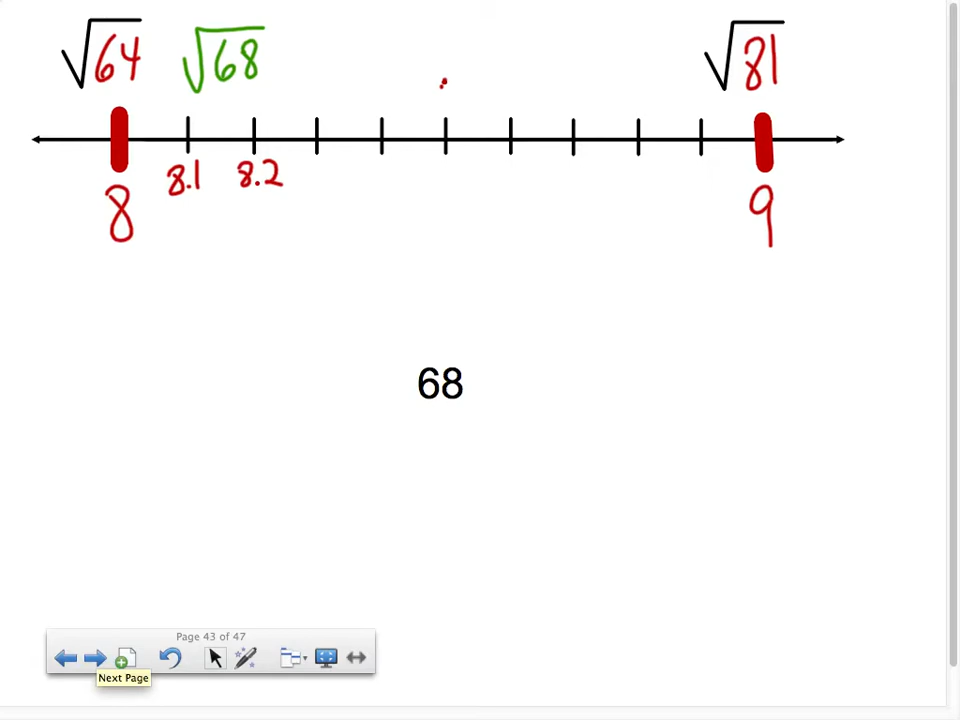 √64 √68 √81
8.1 8.2
8 9
68
Page 43 of 47
Next Page